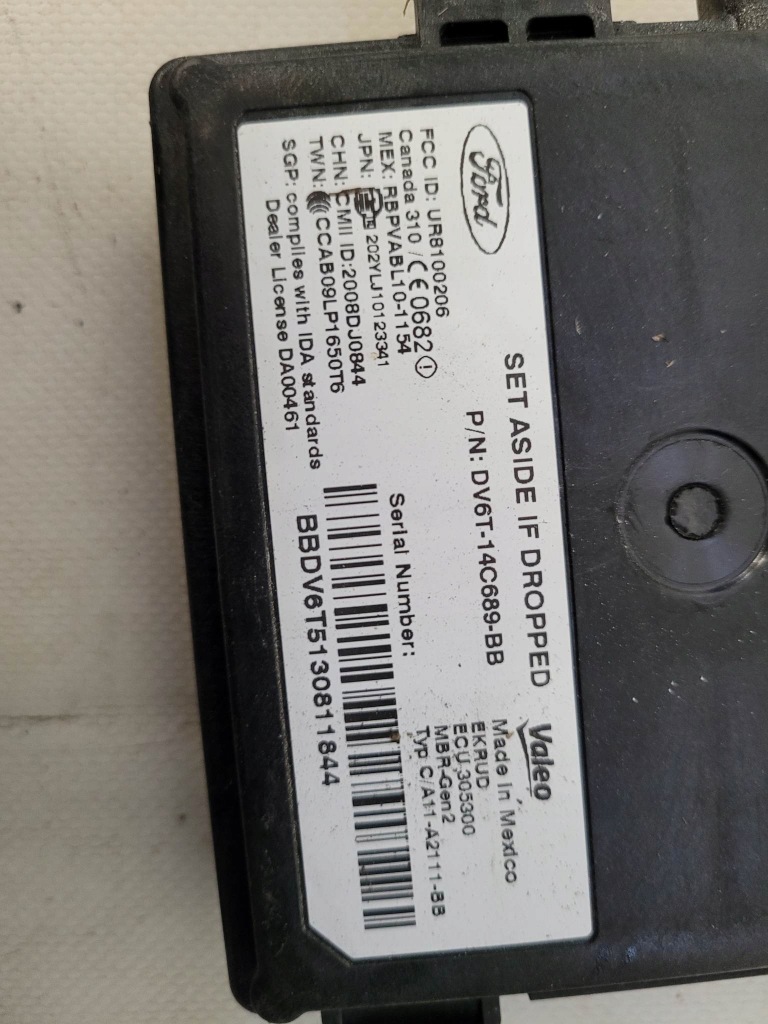 Ford
SET ASIDE IF DROPPED
P/N: DV6T-14C689-BB
Valeo
Made in Mexico
EKRUD
ECU 305300
MBR-Gen2
Typ C/A11-A2111-BB
FCC ID: UR8100206
Canada 310 / CE0682
MEX: RBPVABL10-1154
JPN: 202YLJ10123341
CHN: CMII ID:2008DJ0844
TWN: CCAB09LP1650T6
SGP: complies with IDA standards
Dealer License DA00461
Serial Number:
BBDV6T5130811844